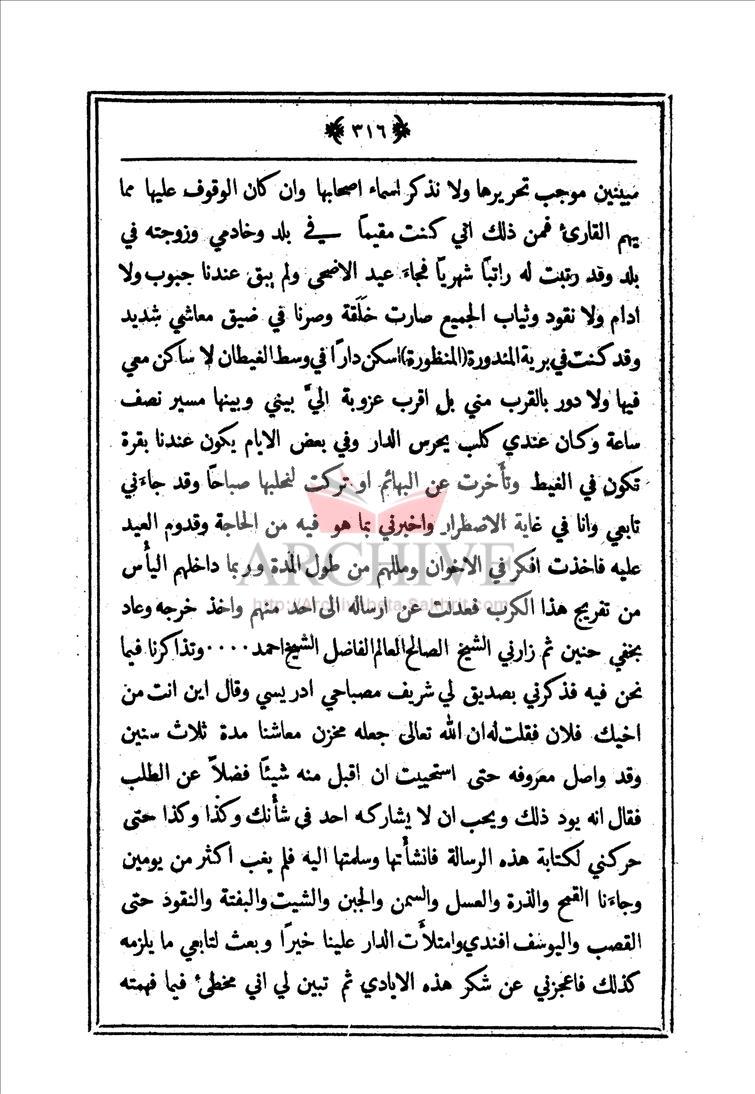 ﴿ ٣١٦ ﴾
مبينين موجب تحريرها ولا نذكر اسماء اصحابها وان كان الوقوف عليها مما
يهم القارئ فمن ذلك اني كنت مقيماً في بلد وخادمي وزوجته في
بلد وقد رتبت له راتباً شهرياً فجاء عيد الاضحى ولم يبق عندنا حبوب ولا
ادام ولا نقود وثياب الجميع صارت خَلَقة وصرنا في ضيق معاشي شديد
وقد كنت في برية المندورة (المنظورة) اسكن دارًا في وسط الغيطان لا ساكن معي
فيها ولا دور بالقرب مني بل اقرب عزوبة اليَّ بيني وبينها مسير نصف
ساعة وكان عندي كلب يحرس الدار وفي بعض الايام يكون عندنا بقرة
تكون في الغيط وتأخرت عن البهائم او تركت لنحلبها صباحًا وقد جاءني
تابعي وانا في غاية الاضطرار واخبرني بما هو فيه من الحاجة وقدوم العيد
عليه فاخذت افكر في الاخوان ومللهم من طول المدة وربما داخلهم اليأس
من تفريج هذا الكرب فعدلت عن ارساله الى احد منهم واخذ خرجه وعاد
بخفي حنين ثم زارني الشيخ الصالح العالم الفاضل الشيخ احمد .... وتذاكرنا فيما
نحن فيه فذكرني بصديق لي شريف مصباحي ادريسي وقال اين انت من
اخيك فلان فقلت له ان الله تعالى جعله مخزن معاشنا مدة ثلاث سنين
وقد واصل معروفه حتى استحييت ان اقبل منه شيئًا فضلاً عن الطلب
فقال انه يود ذلك ويحب ان لا يشاركه احد في شأنك وكذا وكذا حتى
حركني لكتابة هذه الرسالة فانشأتها وسلمتها اليه فلم يغب اكثر من يومين
وجاءنا القمح والذرة والعسل والسمن والجبن والشيت والبفتة والنقود حتى
القصب واليوسف افندي وامتلأت الدار علينا خيرًا وبعث لتابعي ما يلزمه
كذلك فاعجزني عن شكر هذه الايادي ثم تبين لي اني مخطئ فيما فهمته
ARCHIVE
http://Archivebeta.Sakhrit.com